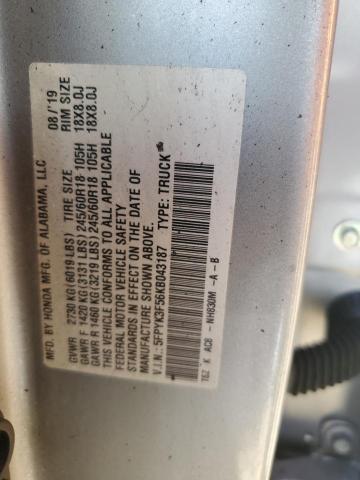 MFD. BY HONDA MFG. OF ALABAMA, LLC 08/'19
GVWR 2730 KG(6019 LBS) TIRE SIZE RIM SIZE
GAWR F 1420 KG(3131 LBS) 245/60R18 105H 18X8.0J
GAWR R 1460 KG(3219 LBS) 245/60R18 105H 18X8.0J
THIS VEHICLE CONFORMS TO ALL APPLICABLE
FEDERAL MOTOR VEHICLE SAFETY
STANDARDS IN EFFECT ON THE DATE OF
MANUFACTURE SHOWN ABOVE.
V.I.N.: 5FPYK3F56KB043187 TYPE: TRUCK
T6Z K AC8 - NH830M -A-B